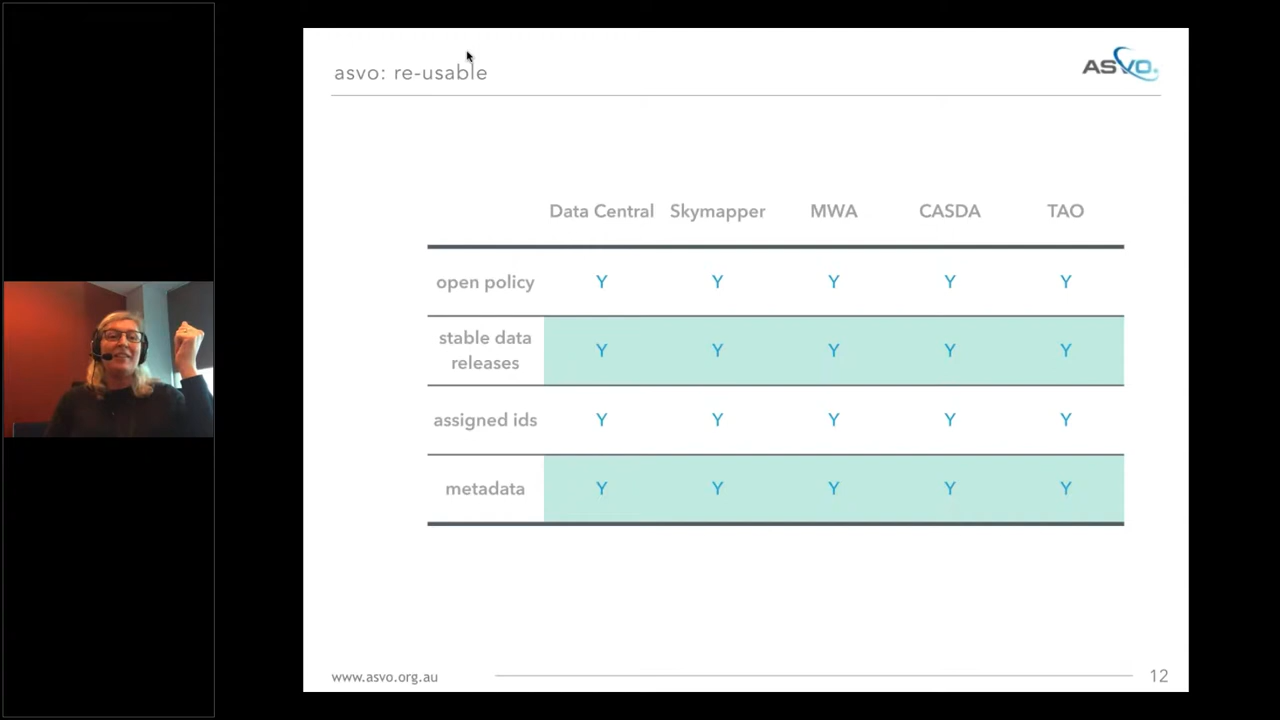 asvo: re-usable
ASVO
Data Central Skymapper MWA CASDA TAO
open policy Y Y Y Y Y
stable data
releases Y Y Y Y Y
assigned ids Y Y Y Y Y
metadata Y Y Y Y Y
www.asvo.org.au
12